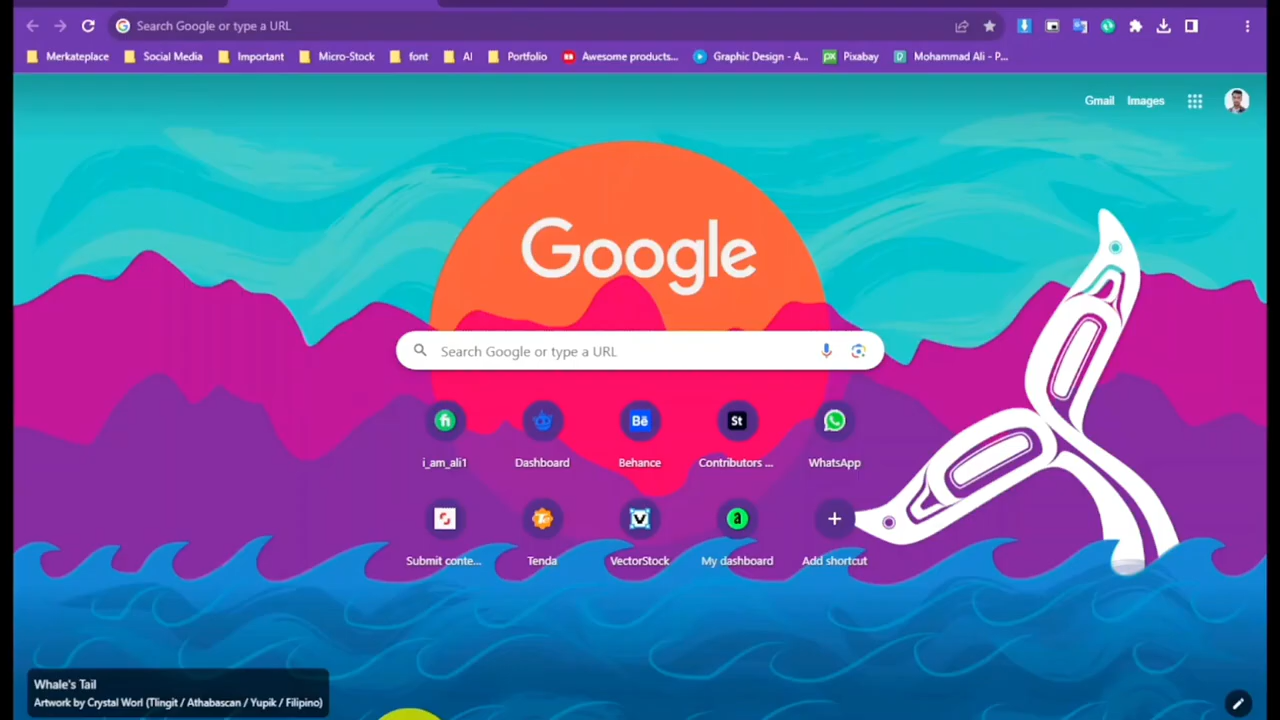 Search Google or type a URL
Merkateplace
Social Media
Important
Micro-Stock
font
AI
Portfolio
Awesome products...
Graphic Design - A...
Pixabay
Mohammad Ali - P...
Gmail
Images
Google
Search Google or type a URL
i_am_ali1
Dashboard
Behance
Contributors ...
WhatsApp
Submit conte...
Tenda
VectorStock
My dashboard
Add shortcut
Whale's Tail
Artwork by Crystal Worl (Tlingit / Athabascan / Yupik / Filipino)